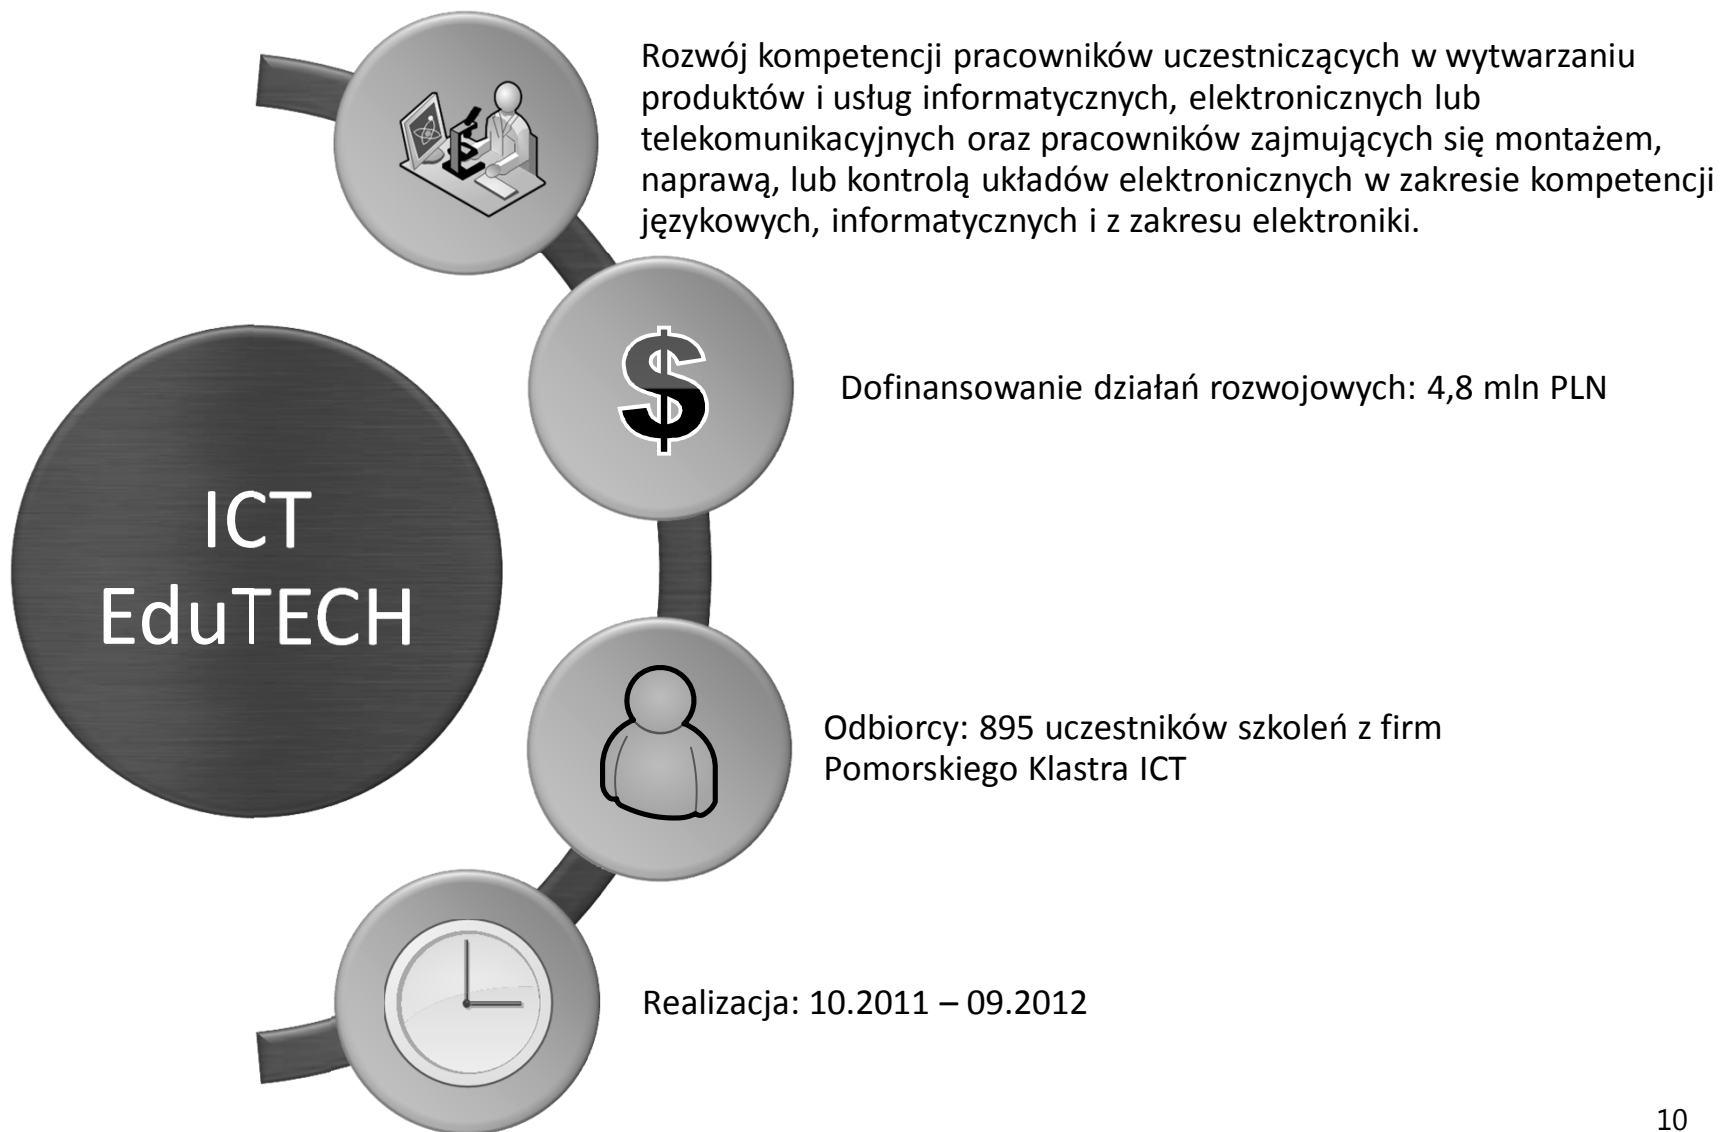 Rozwój kompetencji pracowników uczestniczących w wytwarzaniu
produktów i usług informatycznych, elektronicznych lub
telekomunikacyjnych oraz pracowników zajmujących się montażem,
naprawą, lub kontrolą układów elektronicznych w zakresie kompetencji
językowych, informatycznych i z zakresu elektroniki.
$
Dofinansowanie działań rozwojowych: 4,8 mln PLN
ICT
EduTECH
Odbiorcy: 895 uczestników szkoleń z firm
Pomorskiego Klastra ICT
Realizacja: 10.2011 – 09.2012
10